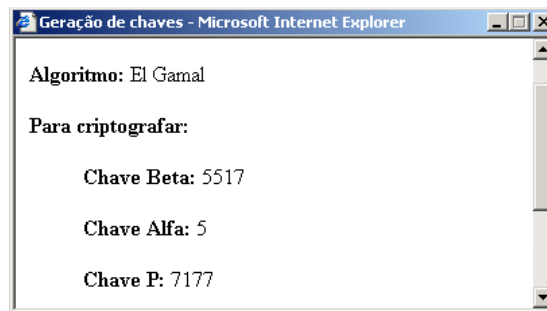 Geração de chaves - Microsoft Internet Explorer
Algoritmo: El Gamal
Para criptografar:
Chave Beta: 5517
Chave Alfa: 5
Chave P: 7177